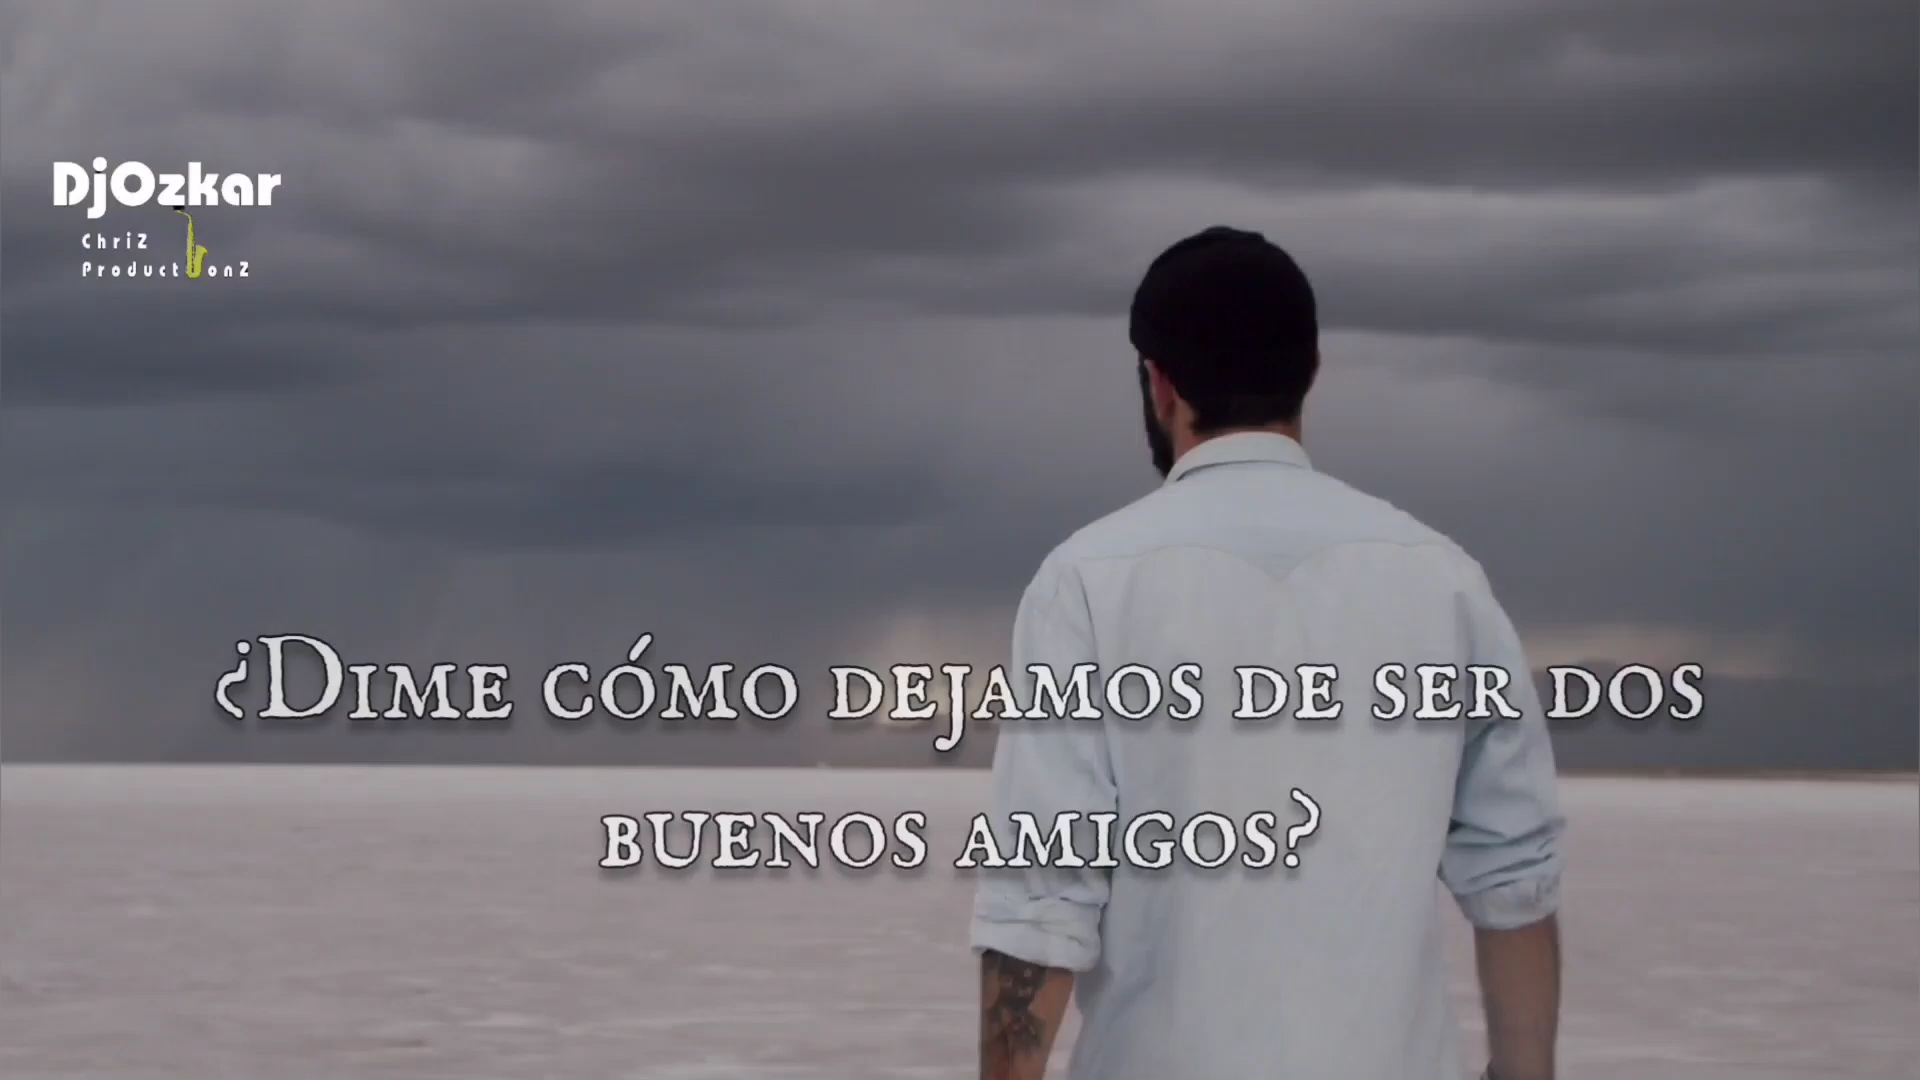 DjOzkar
ChriZ
ProductionZ
¿Dime cómo dejamos de ser dos
buenos amigos?